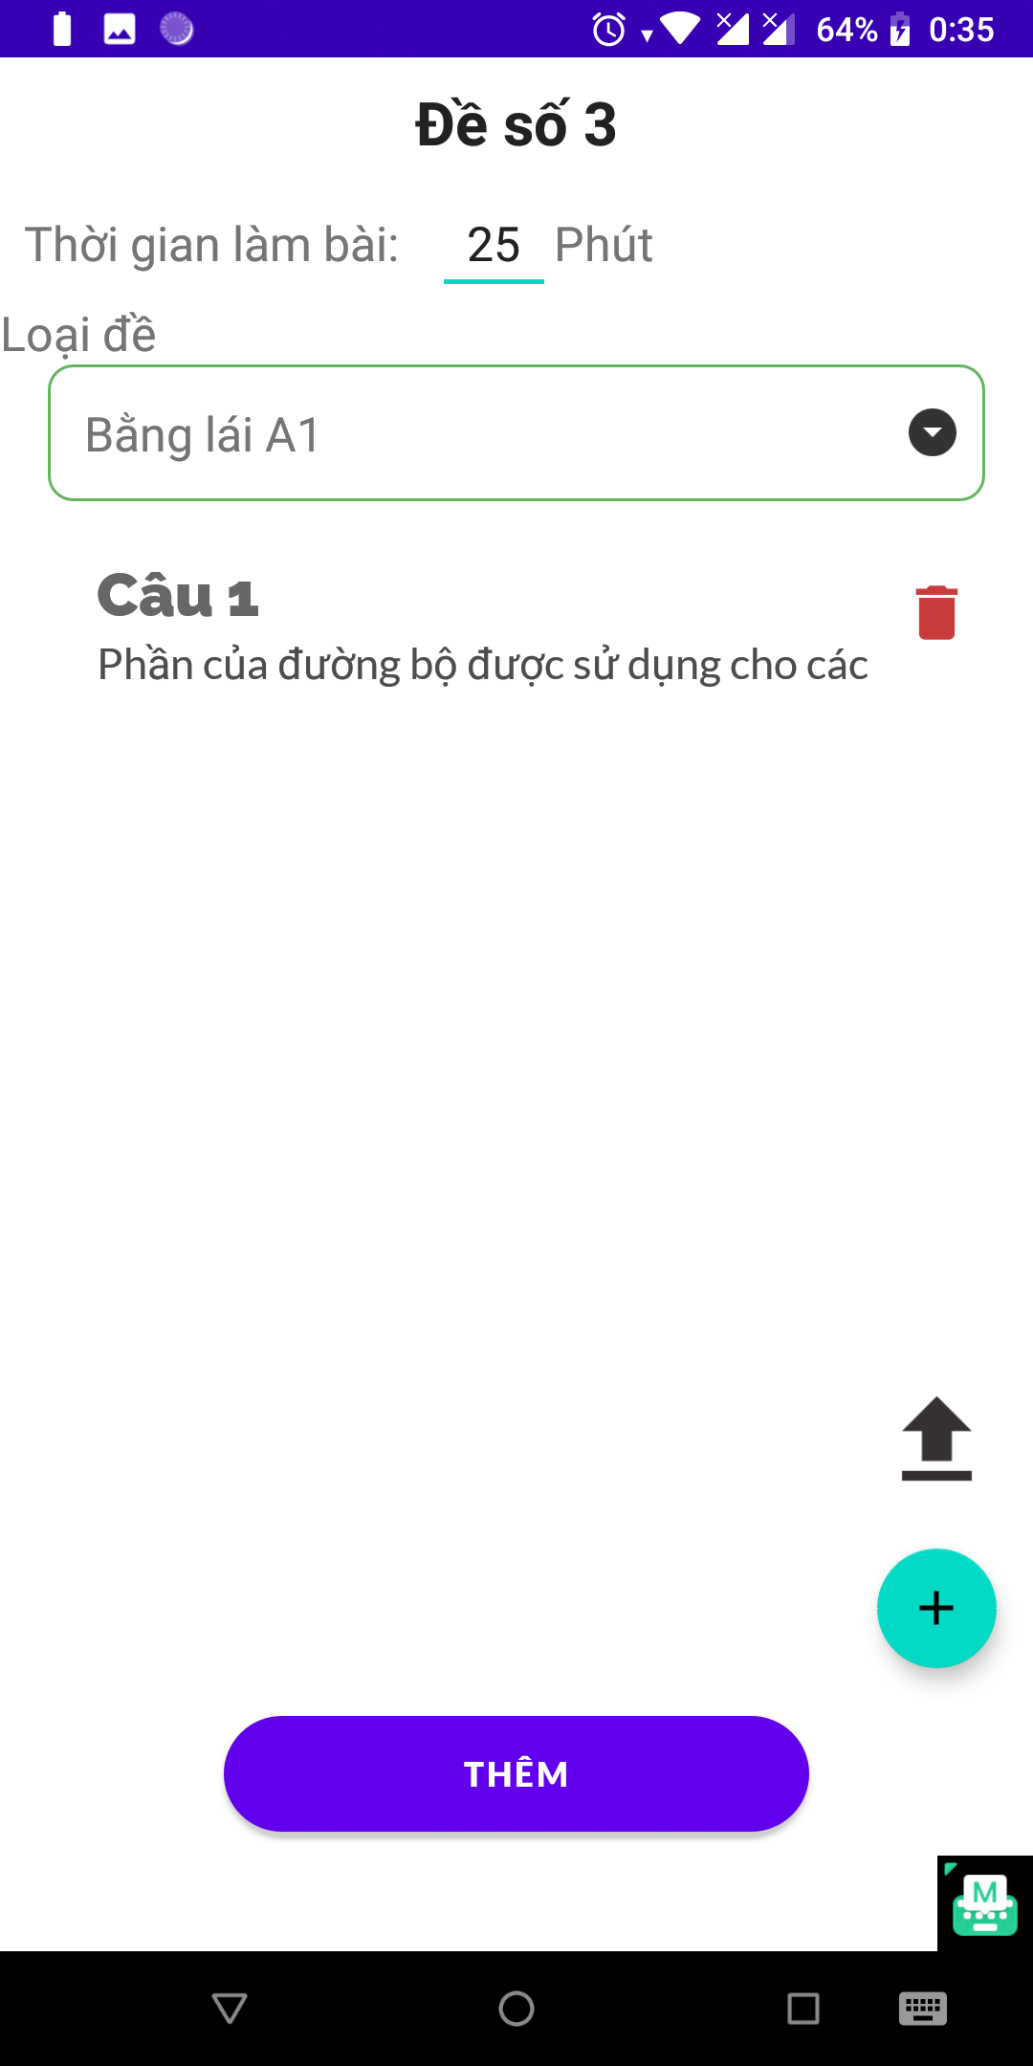 64% 0:35
Đề số 3
Thời gian làm bài: 25 Phút
Loại đề
Bằng lái A1
Câu 1
Phần của đường bộ được sử dụng cho các
THÊM
M